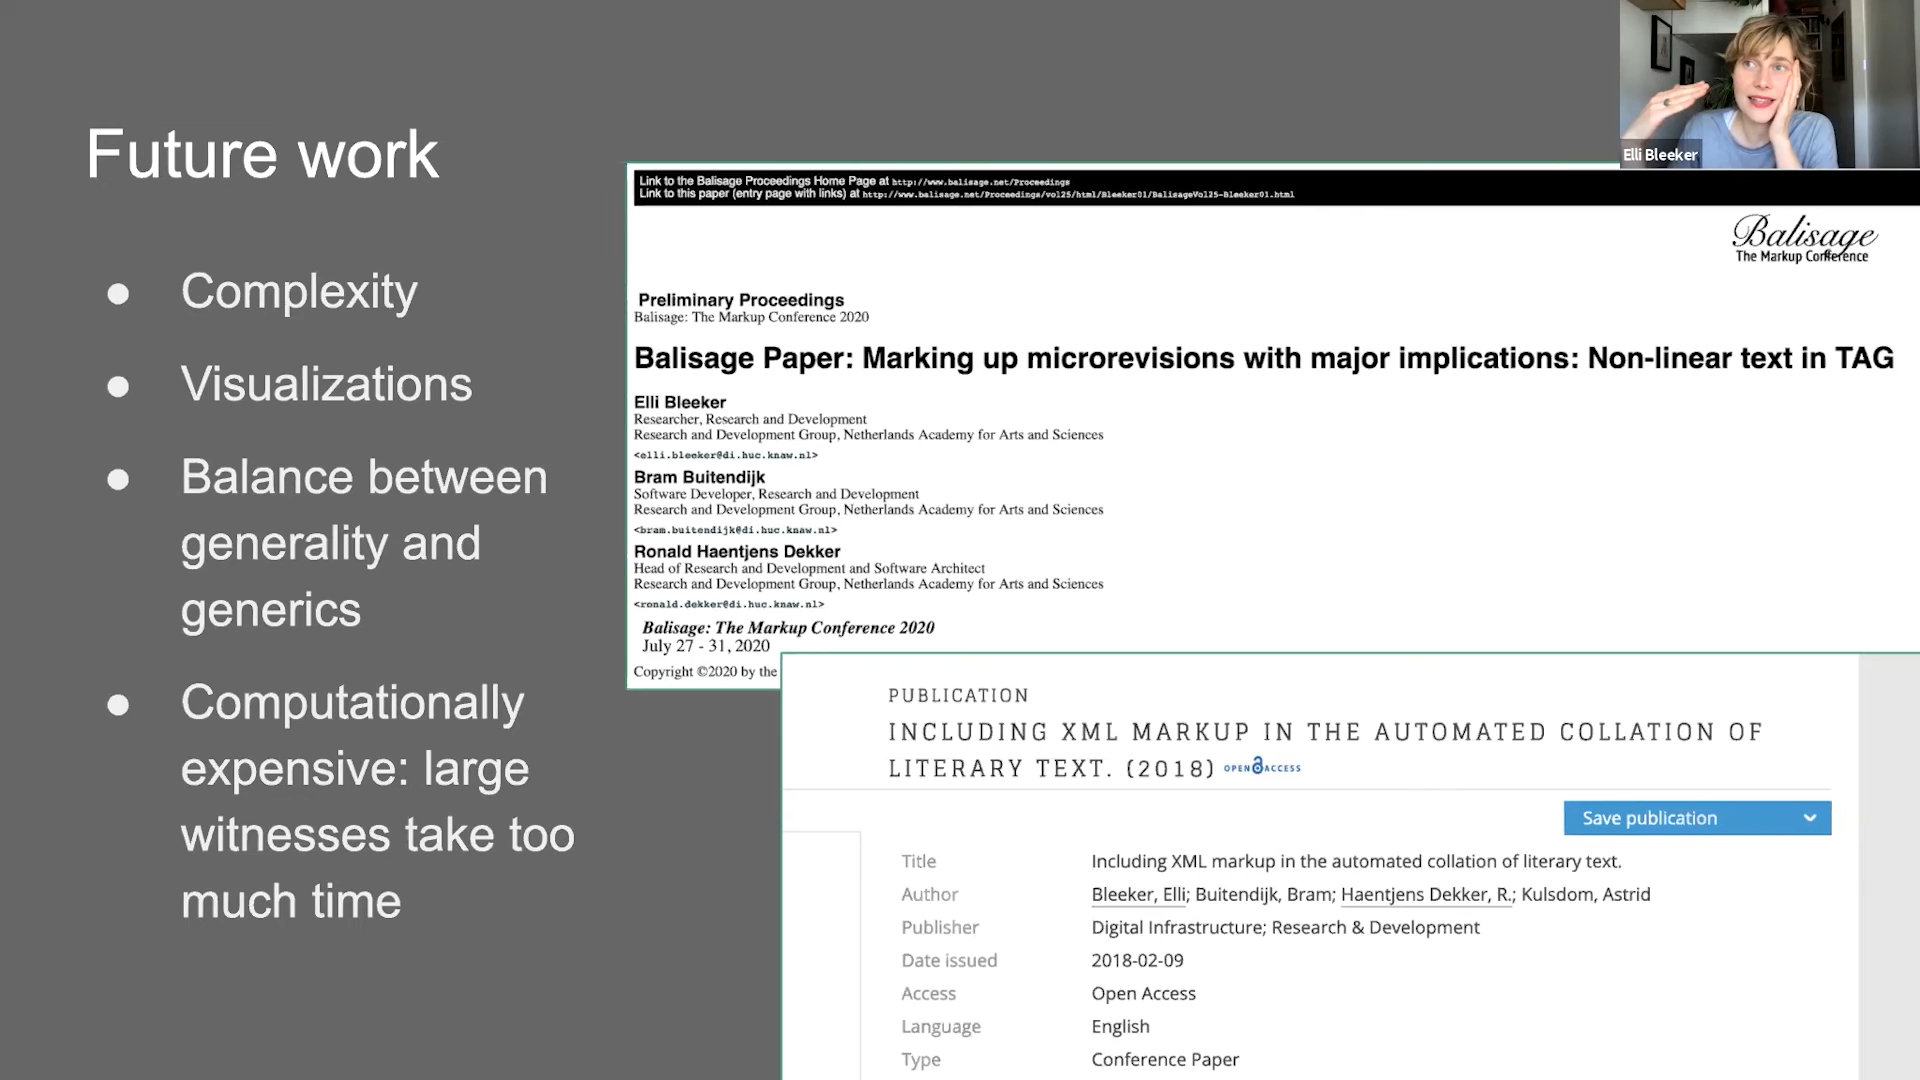 Elli Bleeker
Future work
● Complexity
● Visualizations
● Balance between
generality and
generics
● Computationally
expensive: large
witnesses take too
much time
Link to the Balisage Proceedings Home Page at http://www.balisage.net/Proceedings
Link to this paper (entry page with links) at http://www.balisage.net/Proceedings/vol25/html/Bleeker01/BalisageVol25-Bleeker01.html
Balisage
The Markup Conference
Preliminary Proceedings
Balisage: The Markup Conference 2020
Balisage Paper: Marking up microrevisions with major implications: Non-linear text in TAG
Elli Bleeker
Researcher, Research and Development
Research and Development Group, Netherlands Academy for Arts and Sciences
<elli.bleeker@di.huc.knaw.nl>
Bram Buitendijk
Software Developer, Research and Development
Research and Development Group, Netherlands Academy for Arts and Sciences
<bram.buitendijk@di.huc.knaw.nl>
Ronald Haentjens Dekker
Head of Research and Development and Software Architect
Research and Development Group, Netherlands Academy for Arts and Sciences
<ronald.dekker@di.huc.knaw.nl>
Balisage: The Markup Conference 2020
July 27 - 31, 2020
Copyright ©2020 by the
PUBLICATION
INCLUDING XML MARKUP IN THE AUTOMATED COLLATION OF
LITERARY TEXT. (2018) OPEN ACCESS
Save publication
Title Including XML markup in the automated collation of literary text.
Author Bleeker, Elli; Buitendijk, Bram; Haentjens Dekker, R.; Kulsdom, Astrid
Publisher Digital Infrastructure; Research & Development
Date issued 2018-02-09
Access Open Access
Language English
Type Conference Paper